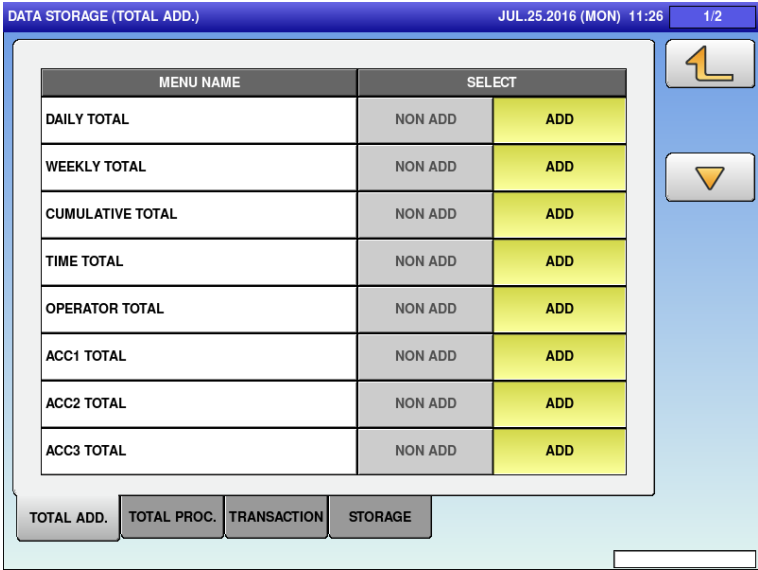 DATA STORAGE (TOTAL ADD.) JUL.25.2016 (MON) 11:26 1/2
MENU NAME SELECT
DAILY TOTAL NON ADD ADD
WEEKLY TOTAL NON ADD ADD
CUMULATIVE TOTAL NON ADD ADD
TIME TOTAL NON ADD ADD
OPERATOR TOTAL NON ADD ADD
ACC1 TOTAL NON ADD ADD
ACC2 TOTAL NON ADD ADD
ACC3 TOTAL NON ADD ADD
TOTAL ADD. TOTAL PROC. TRANSACTION STORAGE